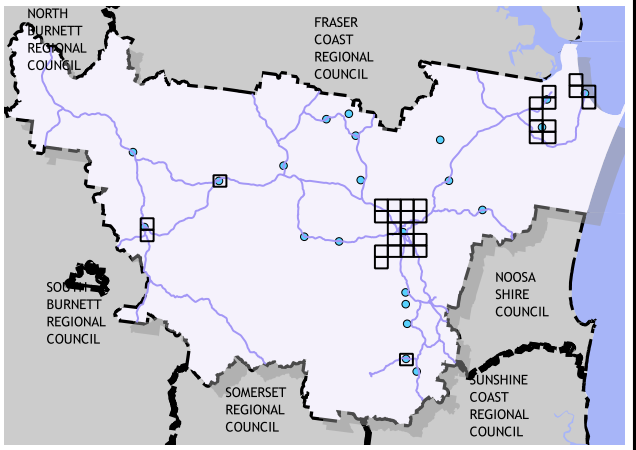 NORTH
BURNETT
REGIONAL
COUNCIL
FRASER
COAST
REGIONAL
COUNCIL
SOUTH
BURNETT
REGIONAL
COUNCIL
NOOSA
SHIRE
COUNCIL
SOMERSET
REGIONAL
COUNCIL
SUNSHINE
COAST
REGIONAL
COUNCIL